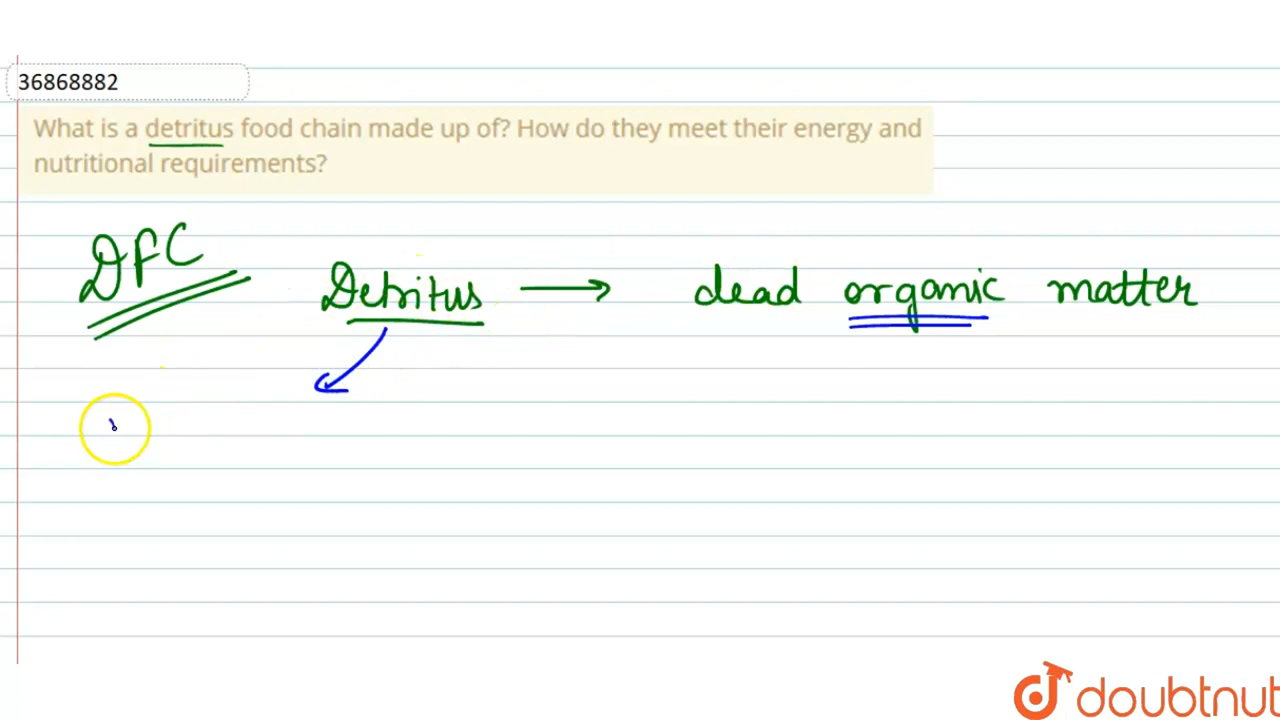 36868882
What is a detritus food chain made up of? How do they meet their energy and
nutritional requirements?
DFC
Detritus → dead organic matter
doubtnut